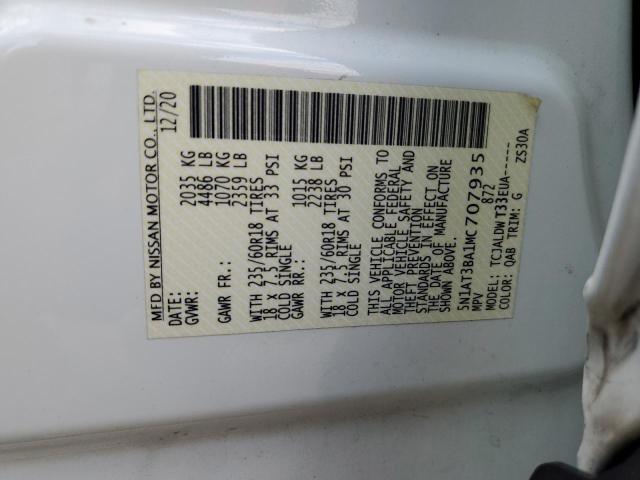 MFD BY NISSAN MOTOR CO., LTD.
DATE: 12/20
GVWR: 2035 KG
4486 LB
GAWR FR.: 1070 KG
2359 LB
WITH 235/60R18 TIRES
18 X 7.5 RIMS AT 33 PSI
COLD SINGLE
GAWR RR.: 1015 KG
2238 LB
WITH 235/60R18 TIRES
18 X 7.5 RIMS AT 30 PSI
COLD SINGLE
THIS VEHICLE CONFORMS TO
ALL APPLICABLE FEDERAL
MOTOR VEHICLE SAFETY AND
THEFT PREVENTION
STANDARDS IN EFFECT ON
THE DATE OF MANUFACTURE
SHOWN ABOVE.
5N1AT3BA1MC707935
MPV 872
MODEL: TCJALDWT33EUA-----
COLOR: QAB TRIM: G ZS30A